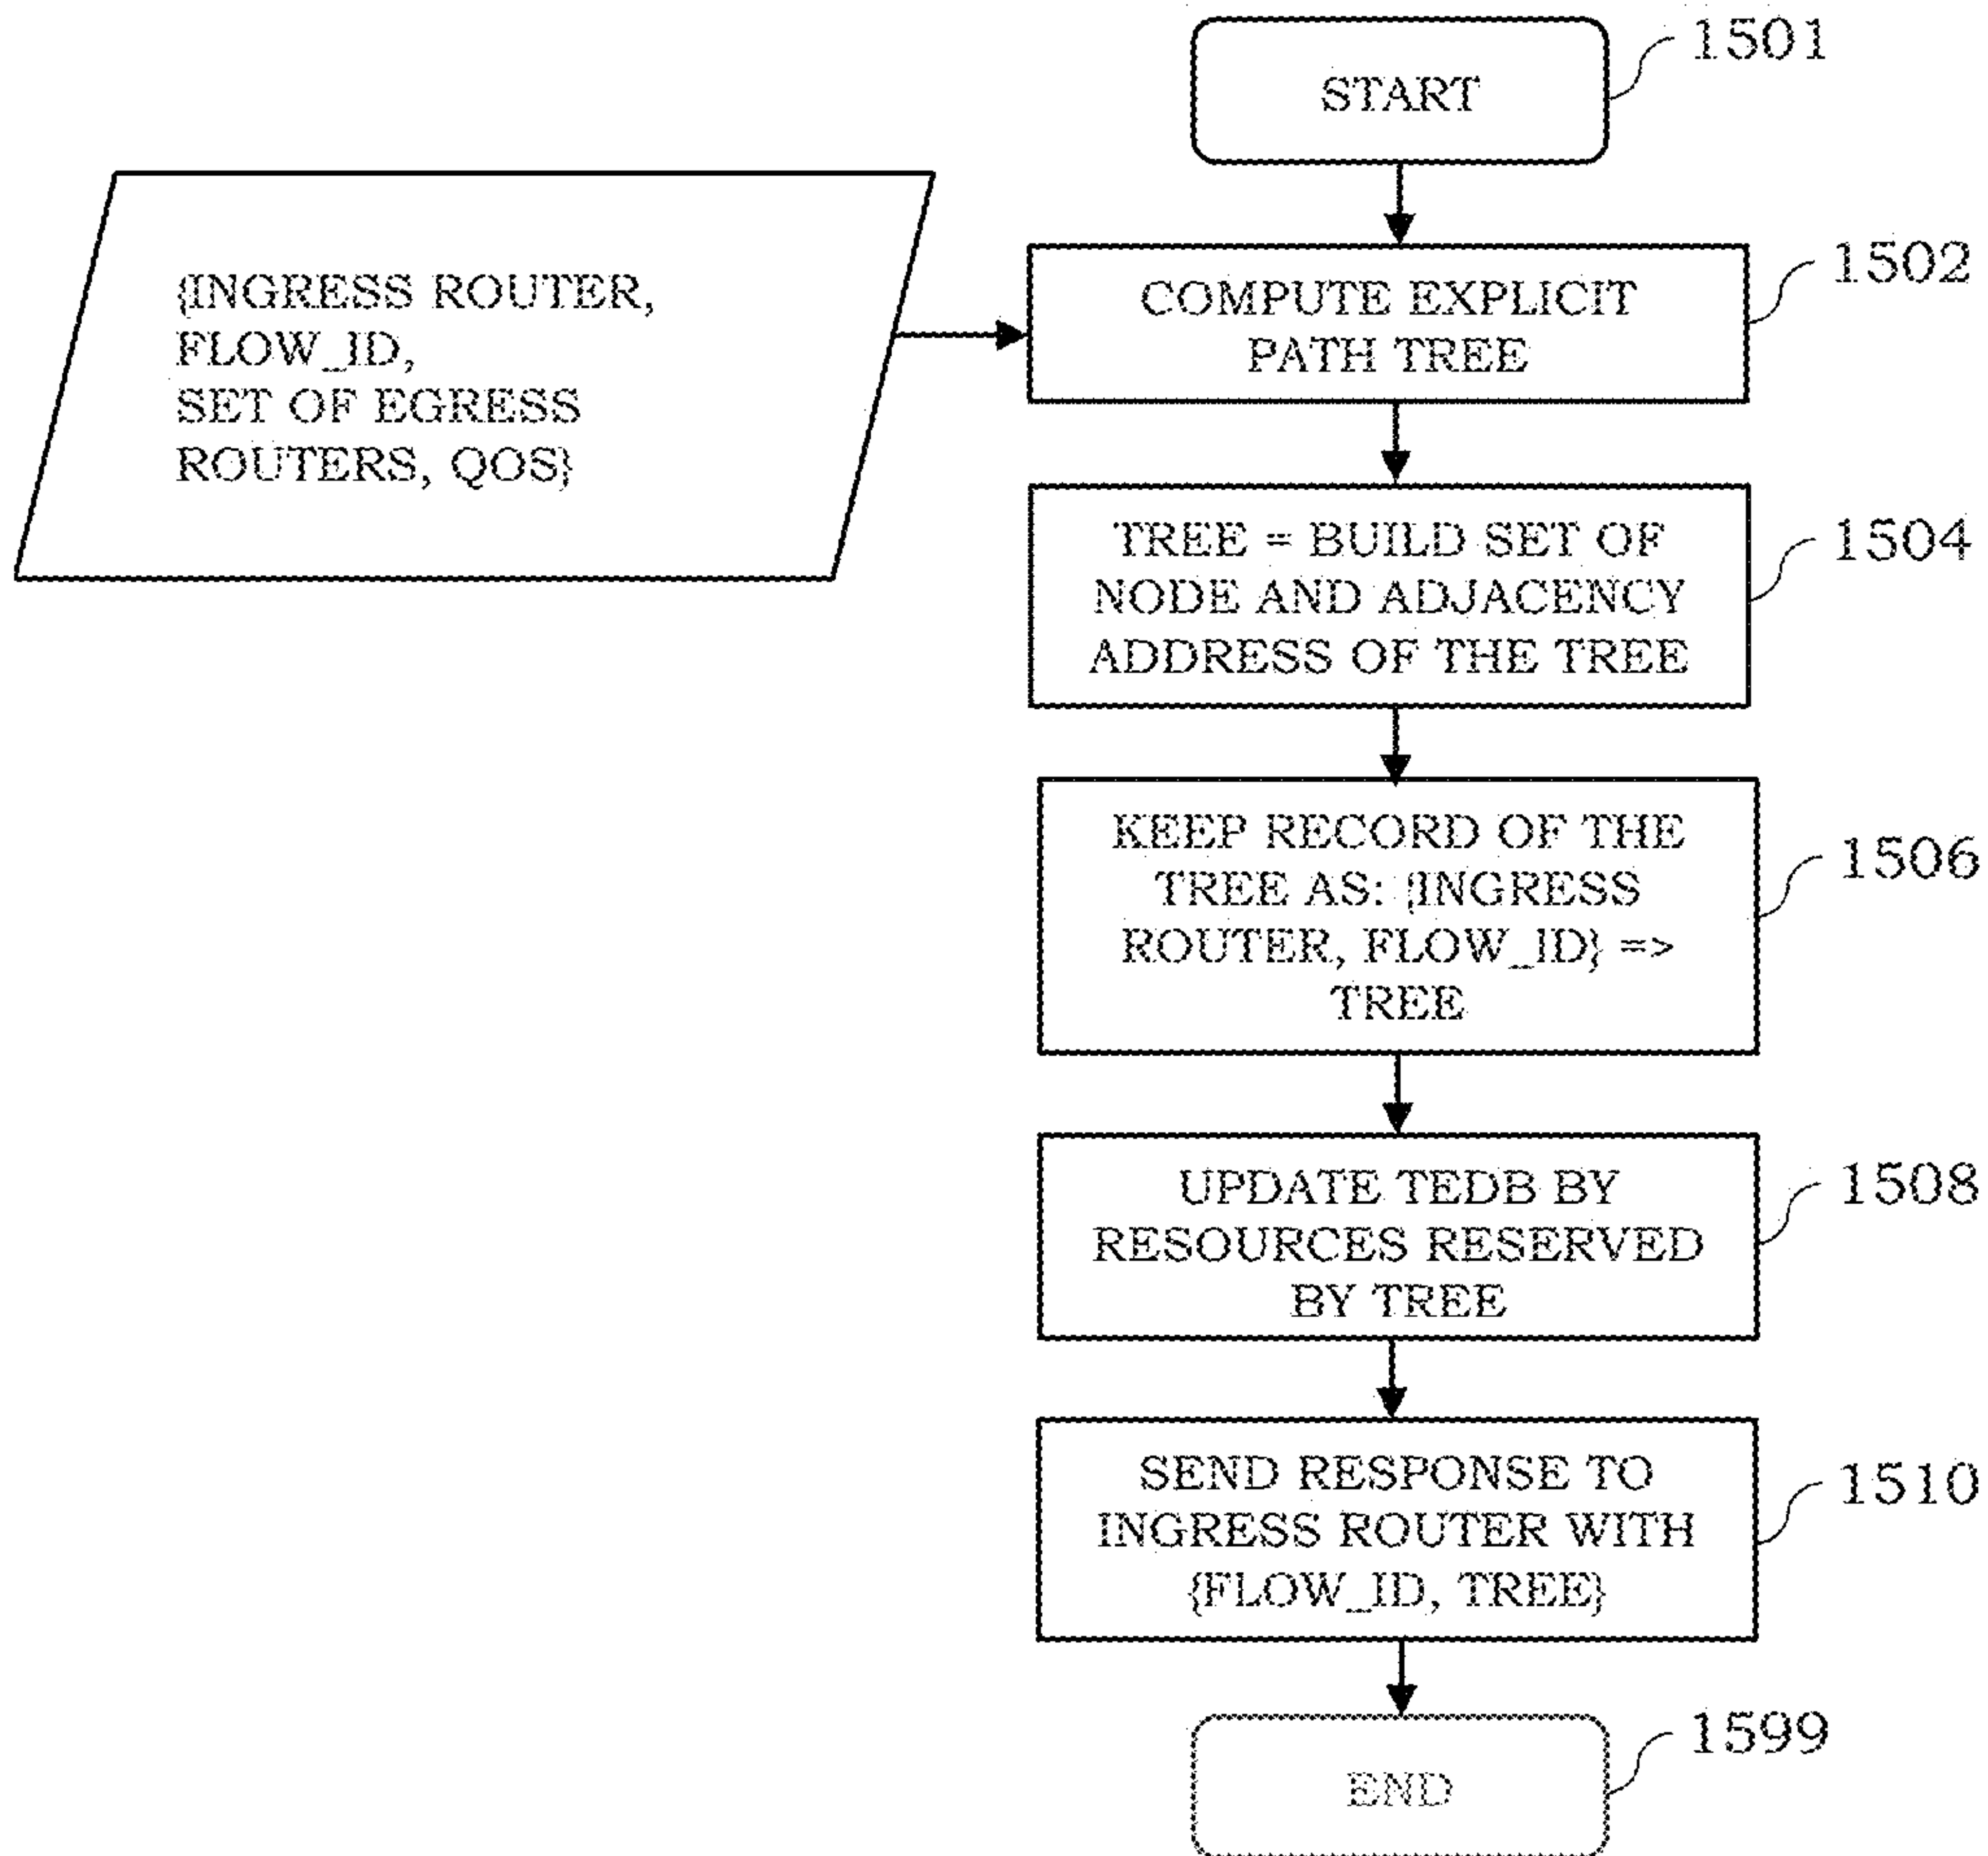 1501
START
{INGRESS ROUTER,
FLOW_ID,
SET OF EGRESS
ROUTERS, QOS}
1502
COMPUTE EXPLICIT
PATH TREE
1504
TREE = BUILD SET OF
NODE AND ADJACENCY
ADDRESS OF THE TREE
1506
KEEP RECORD OF THE
TREE AS: {INGRESS
ROUTER, FLOW_ID} =>
TREE
1508
UPDATE TEDB BY
RESOURCES RESERVED
BY TREE
1510
SEND RESPONSE TO
INGRESS ROUTER WITH
{FLOW_ID, TREE}
1599
END